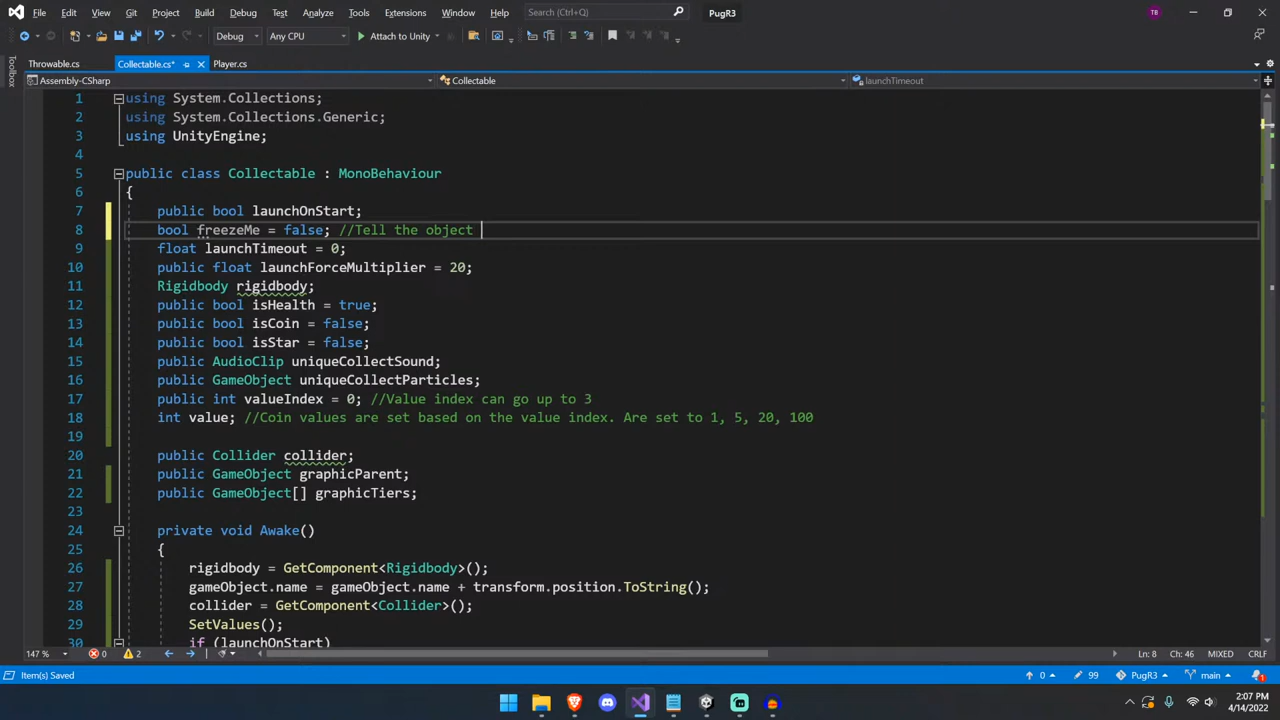 File Edit View Git Project Build Debug Test Analyze Tools Extensions Window Help Search (Ctrl+Q) PugR3 TB
Debug Any CPU Attach to Unity
Throwable.cs Collectable.cs* Player.cs
Toolbox
Assembly-CSharp Collectable launchTimeout
1 using System.Collections;
2 using System.Collections.Generic;
3 using UnityEngine;
4
5 public class Collectable : MonoBehaviour
6 {
7 public bool launchOnStart;
8 bool freezeMe = false; //Tell the object
9 float launchTimeout = 0;
10 public float launchForceMultiplier = 20;
11 Rigidbody rigidbody;
12 public bool isHealth = true;
13 public bool isCoin = false;
14 public bool isStar = false;
15 public AudioClip uniqueCollectSound;
16 public GameObject uniqueCollectParticles;
17 public int valueIndex = 0; //Value index can go up to 3
18 int value; //Coin values are set based on the value index. Are set to 1, 5, 20, 100
19
20 public Collider collider;
21 public GameObject graphicParent;
22 public GameObject[] graphicTiers;
23
24 private void Awake()
25 {
26 rigidbody = GetComponent<Rigidbody>();
27 gameObject.name = gameObject.name + transform.position.ToString();
28 collider = GetComponent<Collider>();
29 SetValues();
30 if (launchOnStart)
147 % 0 2 Ln: 8 Ch: 46 MIXED CRLF
Item(s) Saved 0 99 PugR3 main 1
2:07 PM
4/14/2022